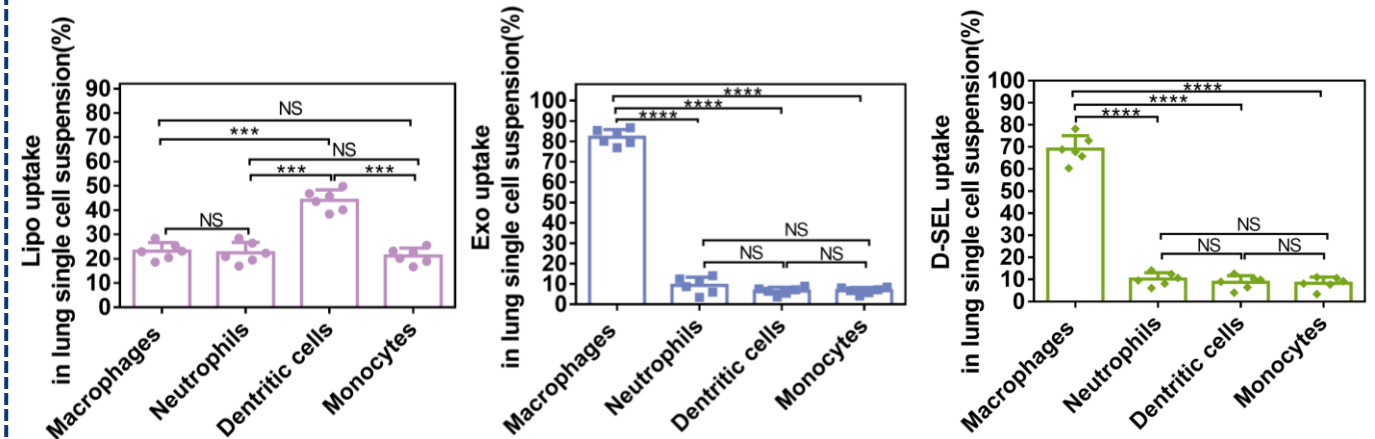 Lipo uptake
in lung single cell suspension(%)
90
80
70
60
50
40
30
20
10
0
NS
***
NS
***
***
NS
Macrophages
Neutrophils
Dentritic cells
Monocytes
Exo uptake
in lung single cell suspension(%)
100
90
80
70
60
50
40
30
20
10
0
****
****
****
NS
NS
NS
Macrophages
Neutrophils
Dentritic cells
Monocytes
D-SEL uptake
in lung single cell suspension(%)
100
90
80
70
60
50
40
30
20
10
0
****
****
****
NS
NS
NS
Macrophages
Neutrophils
Dentritic cells
Monocytes